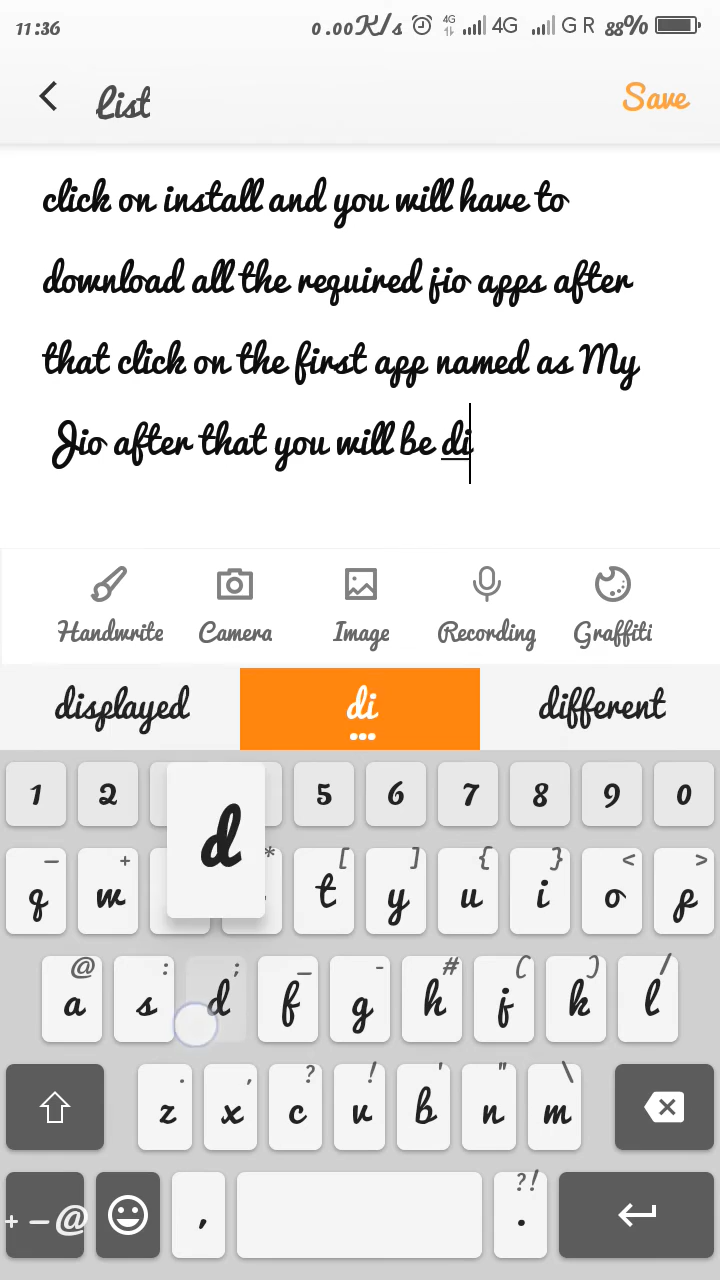 11:36 0.00K/s 4G 4G G R 88%
List Save
click on install and you will have to
download all the required jio apps after
that click on the first app named as My
Jio after that you will be di
Handwrite Camera Image Recording Graffiti
displayed di different
1 2 5 6 7 8 9 0
d
— + * [ ] { } < >
q w t y u i o p
@ : ; _ - # ( ) /
a s d f g h j k l
. , ? ! ' " \
z x c v b n m
?!
+ – @ , .